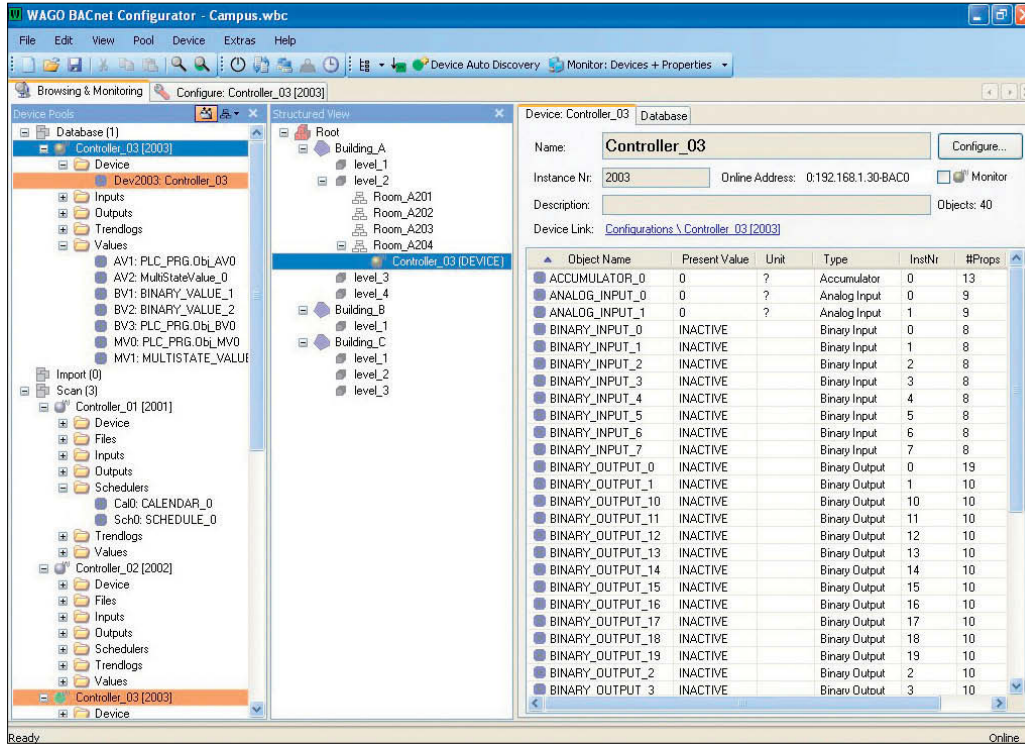 WAGO BACnet Configurator - Campus.wbc
File Edit View Pool Device Extras Help
Device Auto Discovery Monitor: Devices + Properties
Browsing & Monitoring Configure: Controller_03 [2003]
Device Pools
Database (1)
Controller_03 [2003]
Device
Dev2003: Controller_03
Inputs
Outputs
Trendlogs
Values
AV1: PLC_PRG.Obj_AV0
AV2: MultiStateValue_0
BV1: BINARY_VALUE_1
BV2: BINARY_VALUE_2
BV3: PLC_PRG.Obj_BV0
MV0: PLC_PRG.Obj_MV0
MV1: MULTISTATE_VALUE
Import (0)
Scan (3)
Controller_01 [2001]
Device
Files
Inputs
Outputs
Schedulers
Cal0: CALENDAR_0
Sch0: SCHEDULE_0
Trendlogs
Values
Controller_02 [2002]
Device
Files
Inputs
Outputs
Schedulers
Trendlogs
Values
Controller_03 [2003]
Device
Structured View
Root
Building_A
level_1
level_2
Room_A201
Room_A202
Room_A203
Room_A204
Controller_03 (DEVICE)
level_3
level_4
Building_B
level_1
Building_C
level_1
level_2
level_3
Device: Controller_03 Database
Name: Controller_03 Configure...
Instance Nr: 2003 Online Address: 0:192.168.1.30-BAC0 Monitor
Description: Objects: 40
Device Link: Configurations \ Controller_03 [2003]
Object Name Present Value Unit Type InstNr #Props
ACCUMULATOR_0 0 ? Accumulator 0 13
ANALOG_INPUT_0 0 ? Analog Input 0 9
ANALOG_INPUT_1 0 ? Analog Input 1 9
BINARY_INPUT_0 INACTIVE Binary Input 0 8
BINARY_INPUT_1 INACTIVE Binary Input 1 8
BINARY_INPUT_2 INACTIVE Binary Input 2 8
BINARY_INPUT_3 INACTIVE Binary Input 3 8
BINARY_INPUT_4 INACTIVE Binary Input 4 8
BINARY_INPUT_5 INACTIVE Binary Input 5 8
BINARY_INPUT_6 INACTIVE Binary Input 6 8
BINARY_INPUT_7 INACTIVE Binary Input 7 8
BINARY_OUTPUT_0 INACTIVE Binary Output 0 19
BINARY_OUTPUT_1 INACTIVE Binary Output 1 10
BINARY_OUTPUT_10 INACTIVE Binary Output 10 10
BINARY_OUTPUT_11 INACTIVE Binary Output 11 10
BINARY_OUTPUT_12 INACTIVE Binary Output 12 10
BINARY_OUTPUT_13 INACTIVE Binary Output 13 10
BINARY_OUTPUT_14 INACTIVE Binary Output 14 10
BINARY_OUTPUT_15 INACTIVE Binary Output 15 10
BINARY_OUTPUT_16 INACTIVE Binary Output 16 10
BINARY_OUTPUT_17 INACTIVE Binary Output 17 10
BINARY_OUTPUT_18 INACTIVE Binary Output 18 10
BINARY_OUTPUT_19 INACTIVE Binary Output 19 10
BINARY_OUTPUT_2 INACTIVE Binary Output 2 10
BINARY_OUTPUT_3 INACTIVE Binary Output 3 10
Ready Online